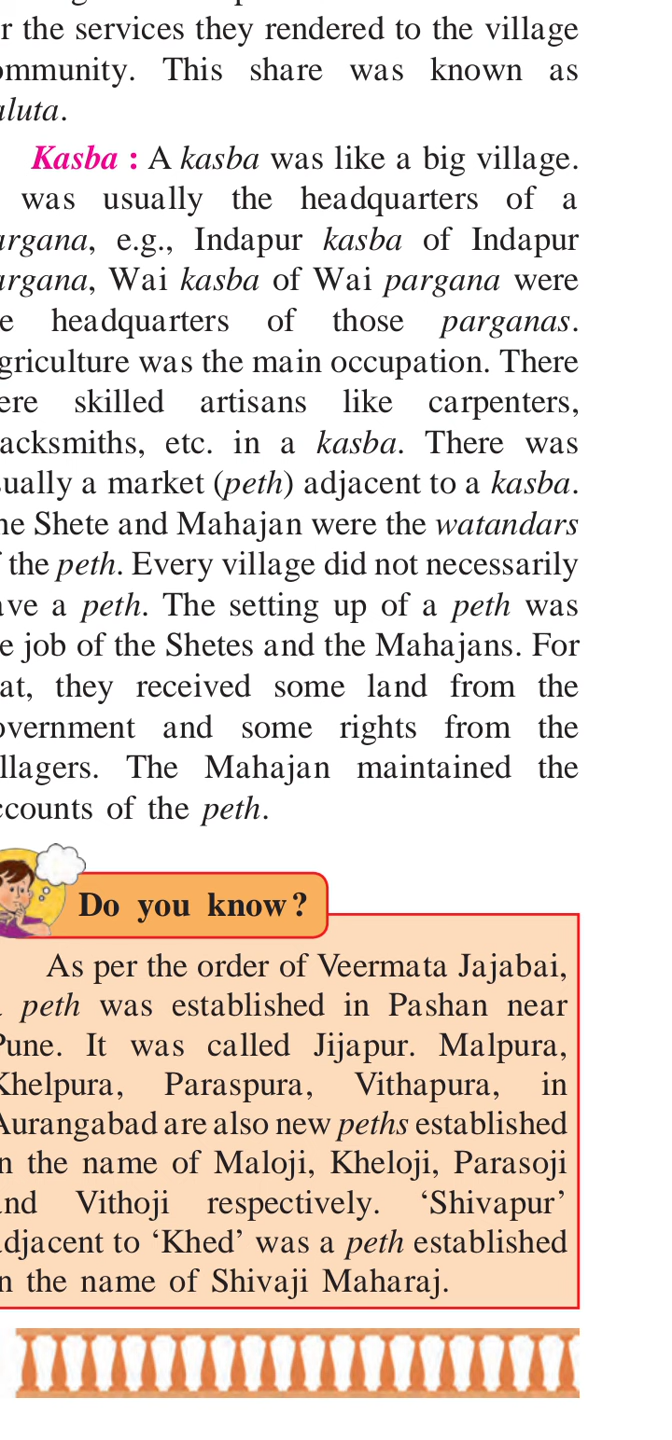 r the services they rendered to the village
ommunity. This share was known as
aluta.
Kasba : A kasba was like a big village.
was usually the headquarters of a
argana, e.g., Indapur kasba of Indapur
argana, Wai kasba of Wai pargana were
e headquarters of those parganas.
griculture was the main occupation. There
ere skilled artisans like carpenters,
acksmiths, etc. in a kasba. There was
ually a market (peth) adjacent to a kasba.
he Shete and Mahajan were the watandars
f the peth. Every village did not necessarily
ave a peth. The setting up of a peth was
e job of the Shetes and the Mahajans. For
at, they received some land from the
overnment and some rights from the
llagers. The Mahajan maintained the
ccounts of the peth.
Do you know?
As per the order of Veermata Jajabai,
peth was established in Pashan near
Pune. It was called Jijapur. Malpura,
Khelpura, Paraspura, Vithapura, in
Aurangabad are also new peths established
n the name of Maloji, Kheloji, Parasoji
and Vithoji respectively. ‘Shivapur’
adjacent to ‘Khed’ was a peth established
n the name of Shivaji Maharaj.